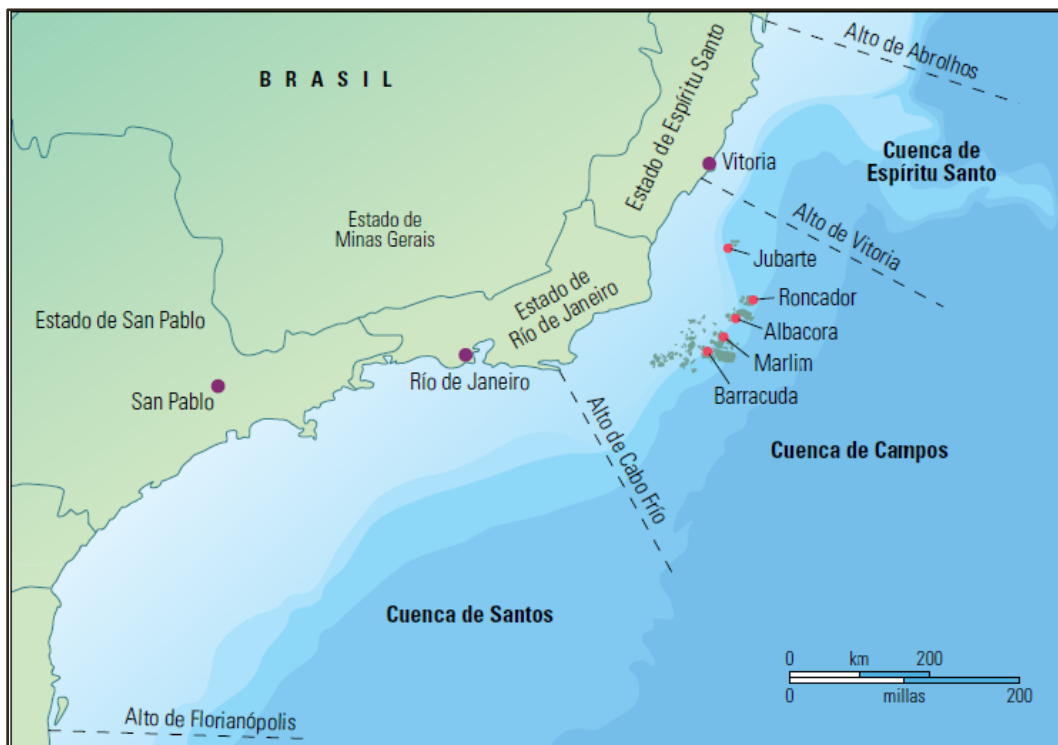 BRASIL
Alto de Abrolhos
Estado de Espíritu Santo
Cuenca de
Espíritu Santo
Vitoria
Alto de Vitoria
Estado de
Minas Gerais
Jubarte
Roncador
Estado de San Pablo
Estado de
Río de Janeiro
Albacora
Marlim
Río de Janeiro
San Pablo
Barracuda
Alto de Cabo Frío
Cuenca de Campos
Cuenca de Santos
0 km 200
0 millas 200
Alto de Florianópolis